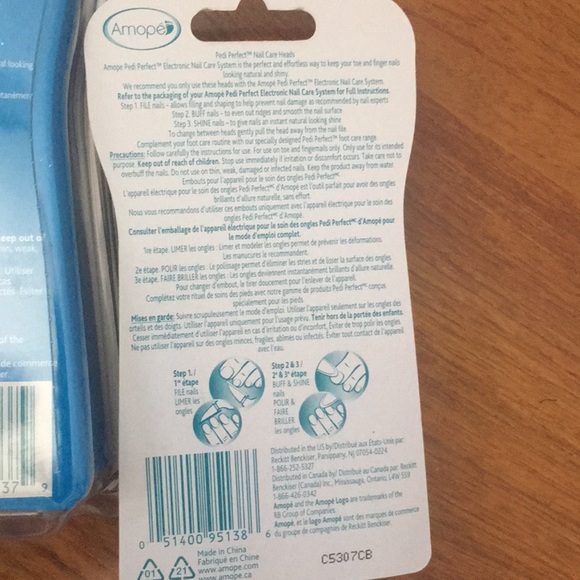 Amopé
Pedi Perfect™ Nail Care Heads
Amope Pedi Perfect™ Electronic Nail Care System is the perfect and effortless way to keep your toe and finger nails
looking natural and shiny.
We recommend you only use these heads with the Amopé Pedi Perfect Electronic Nail Care System.
Refer to the packaging of your Amopé Pedi Perfect Electronic Nail Care System for Full Instructions.
Step 1. FILE nails - allows filing and shaping to help prevent nail damage as recommended by nail experts
Step 2. BUFF nails - to even out ridges and smooth the nail surface
Step 3. SHINE nails - to give nails an instant natural looking shine
To change between heads gently pull the head away from the nail file.
Complement your foot care routine with our specially designed Pedi Perfect™ foot care range.
Precautions: Follow carefully the instructions for use. For use on toe and fingernails only. Only use for its intended
purpose. Keep out of reach of children. Stop use immediately if irritation or discomfort occurs. Take care not to
overbuff the nails. Do not use on thin, weak, damaged or infected nails. Keep the product away from water.
Embouts pour l'appareil pour le soin des ongles Pedi Perfect™
L'appareil électrique pour le soin des ongles Pedi Perfect™ d'Amope est l'outil parfait pour avoir des ongles
brillants d'allure naturelle, sans effort.
Nous vous recommandons d'utiliser ces embouts uniquement avec l'appareil électrique pour le soin des
ongles Pedi Perfect™ d'Amopé.
Consulter l'emballage de l'appareil électrique pour le soin des ongles Pedi Perfect™ d'Amopé pour
le mode d'emploi complet.
1re étape. LIMER les ongles : Limer et modeler les ongles permet de prévenir les déformations.
Les manucures le recommandent.
2e étape. POLIR les ongles : La polissage permet d'éliminer les stries et de lisser la surface des ongles.
3e étape. FAIRE BRILLER les ongles : Les ongles deviennent instantanément brillants d'allure naturelle.
Pour changer d'embout, le tirer doucement pour l'enlever de l'appareil.
Complétez votre rituel de soins des pieds avec notre gamme de produits Pedi Perfect™ conçus
spécialement pour les pieds.
Mises en garde: Suivre scrupuleusement le mode d'emploi. Utiliser l'appareil seulement sur les ongles des
orteils et des doigts. Utiliser l'appareil uniquement pour l'usage prévu. Tenir hors de la portée des enfants.
Cesser immédiatement d'utiliser l'appareil en cas d'irritation ou d'inconfort. Éviter de trop polir les ongles
Ne pas utiliser l'appareil sur des ongles minces, fragiles, abîmés ou infectés. Éviter tout contact de l'appareil
avec l'eau.
Step 1. /
1re étape
FILE nails
LIMER les
ongles
Step 2 & 3 /
2e & 3e étape
BUFF & SHINE
nails
POLIR &
FAIRE
BRILLER
les ongles
Distributed in the US by/Distribué aux États-Unis par:
Reckitt Benckiser, Parsippany, NJ 07054-0224
1-866-252-5327
Distributed in Canada by/ Distribué au Canada par: Reckitt
Benckiser (Canada) Inc., Mississauga, Ontario, L4W 5S9
1-866-426-0342
Amopé and the Amopé Logo are trademarks of the
RB Group of Companies.
Amopé, et le logo Amopé sont des marques de commerce
du groupe de compagnies de Reckitt Benckiser.
0 51400 95138 6
Made in China
Fabriqué en Chine
www.amope.com
www.amope.ca
01
21
C5307CB
al looking
tanément
eep out of
in, weak,
Utiliser
Éviter
of the
de commerce
37 9